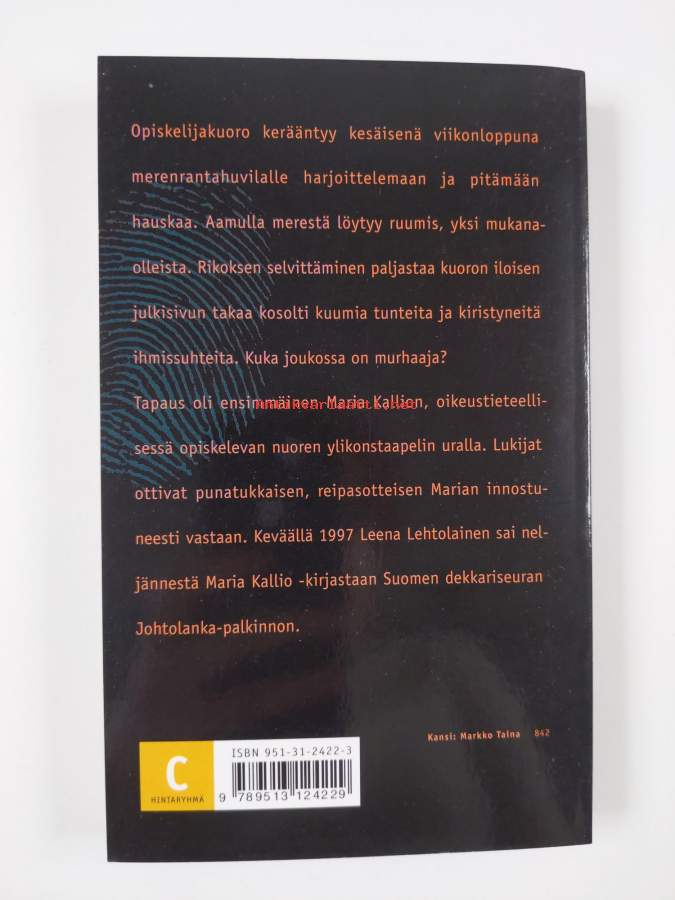 Opiskelijakuoro kerääntyy kesäisenä viikonloppuna
merenrantahuvilalle harjoittelemaan ja pitämään
hauskaa. Aamulla merestä löytyy ruumis, yksi mukana-
olleista. Rikoksen selvittäminen paljastaa kuoron iloisen
julkisivun takaa kosolti kuumia tunteita ja kiristyneitä
ihmissuhteita. Kuka joukossa on murhaaja?
Tapaus oli ensimmäinen Maria Kallion, oikeustieteelli-
sessä opiskelevan nuoren ylikonstaapelin uralla. Lukijat
ottivat punatukkaisen, reipasotteisen Marian innostu-
neesti vastaan. Keväällä 1997 Leena Lehtolainen sai nel-
jännestä Maria Kallio -kirjastaan Suomen dekkariseuran
Johtolanka-palkinnon.
Kansi: Markko Taina 842
C
HINTARYHMÄ
ISBN 951-31-2422-3
9 789513 124229